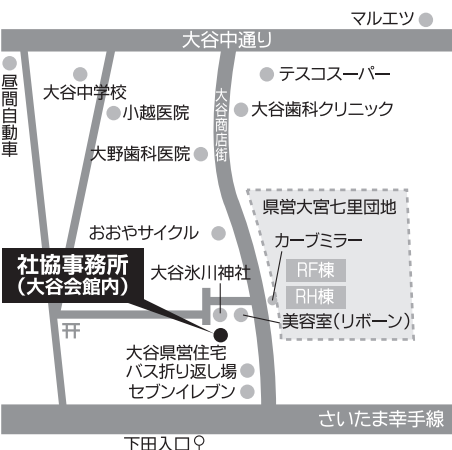 マルエツ
大谷中通り
昼間自動車
大谷中学校
テスコスーパー
小越医院
大谷商店街
大谷歯科クリニック
大野歯科医院
県営大宮七里団地
おおやサイクル
カーブミラー
社協事務所
（大谷会館内）
大谷氷川神社
RF棟
RH棟
美容室（リボーン）
大谷県営住宅
バス折り返し場
セブンイレブン
さいたま幸手線
下田入口